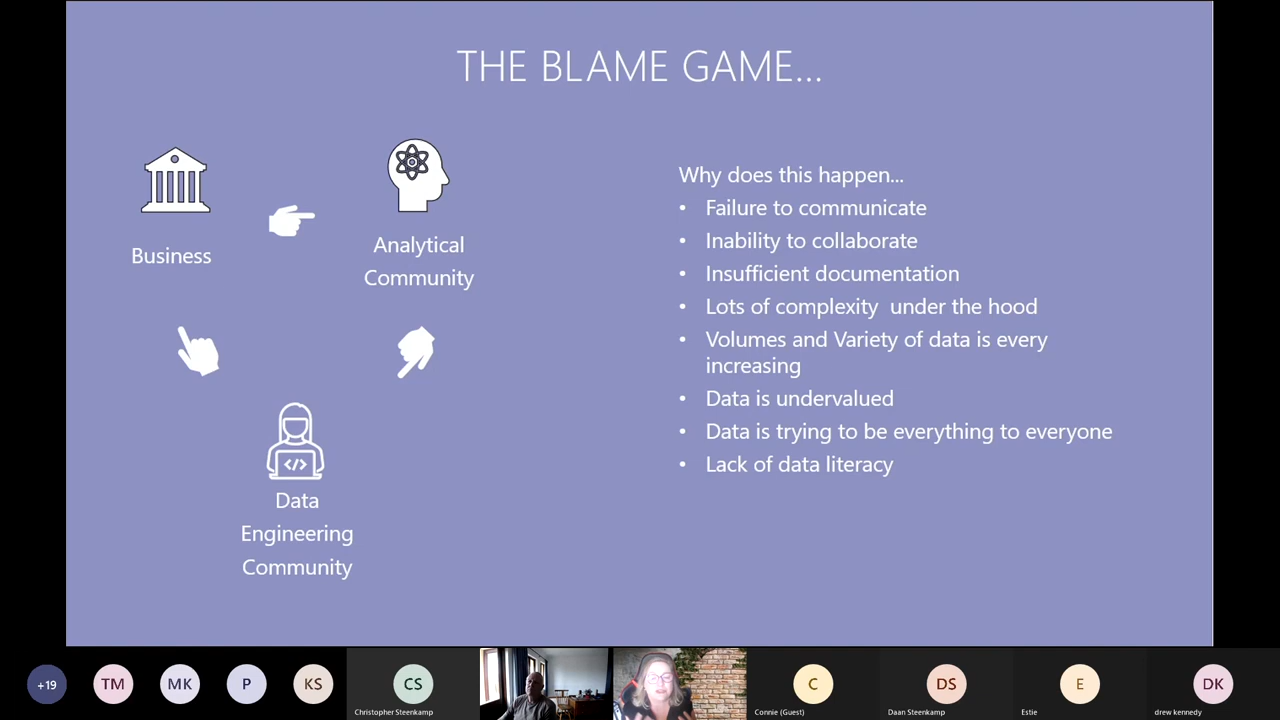 THE BLAME GAME...
Business
Analytical
Community
Data
Engineering
Community
Why does this happen...
• Failure to communicate
• Inability to collaborate
• Insufficient documentation
• Lots of complexity  under the hood
• Volumes and Variety of data is every
increasing
• Data is undervalued
• Data is trying to be everything to everyone
• Lack of data literacy
+19
TM
MK
P
KS
CS
Christopher Steenkamp
C
Connie (Guest)
DS
Daan Steenkamp
E
Estie
DK
drew kennedy